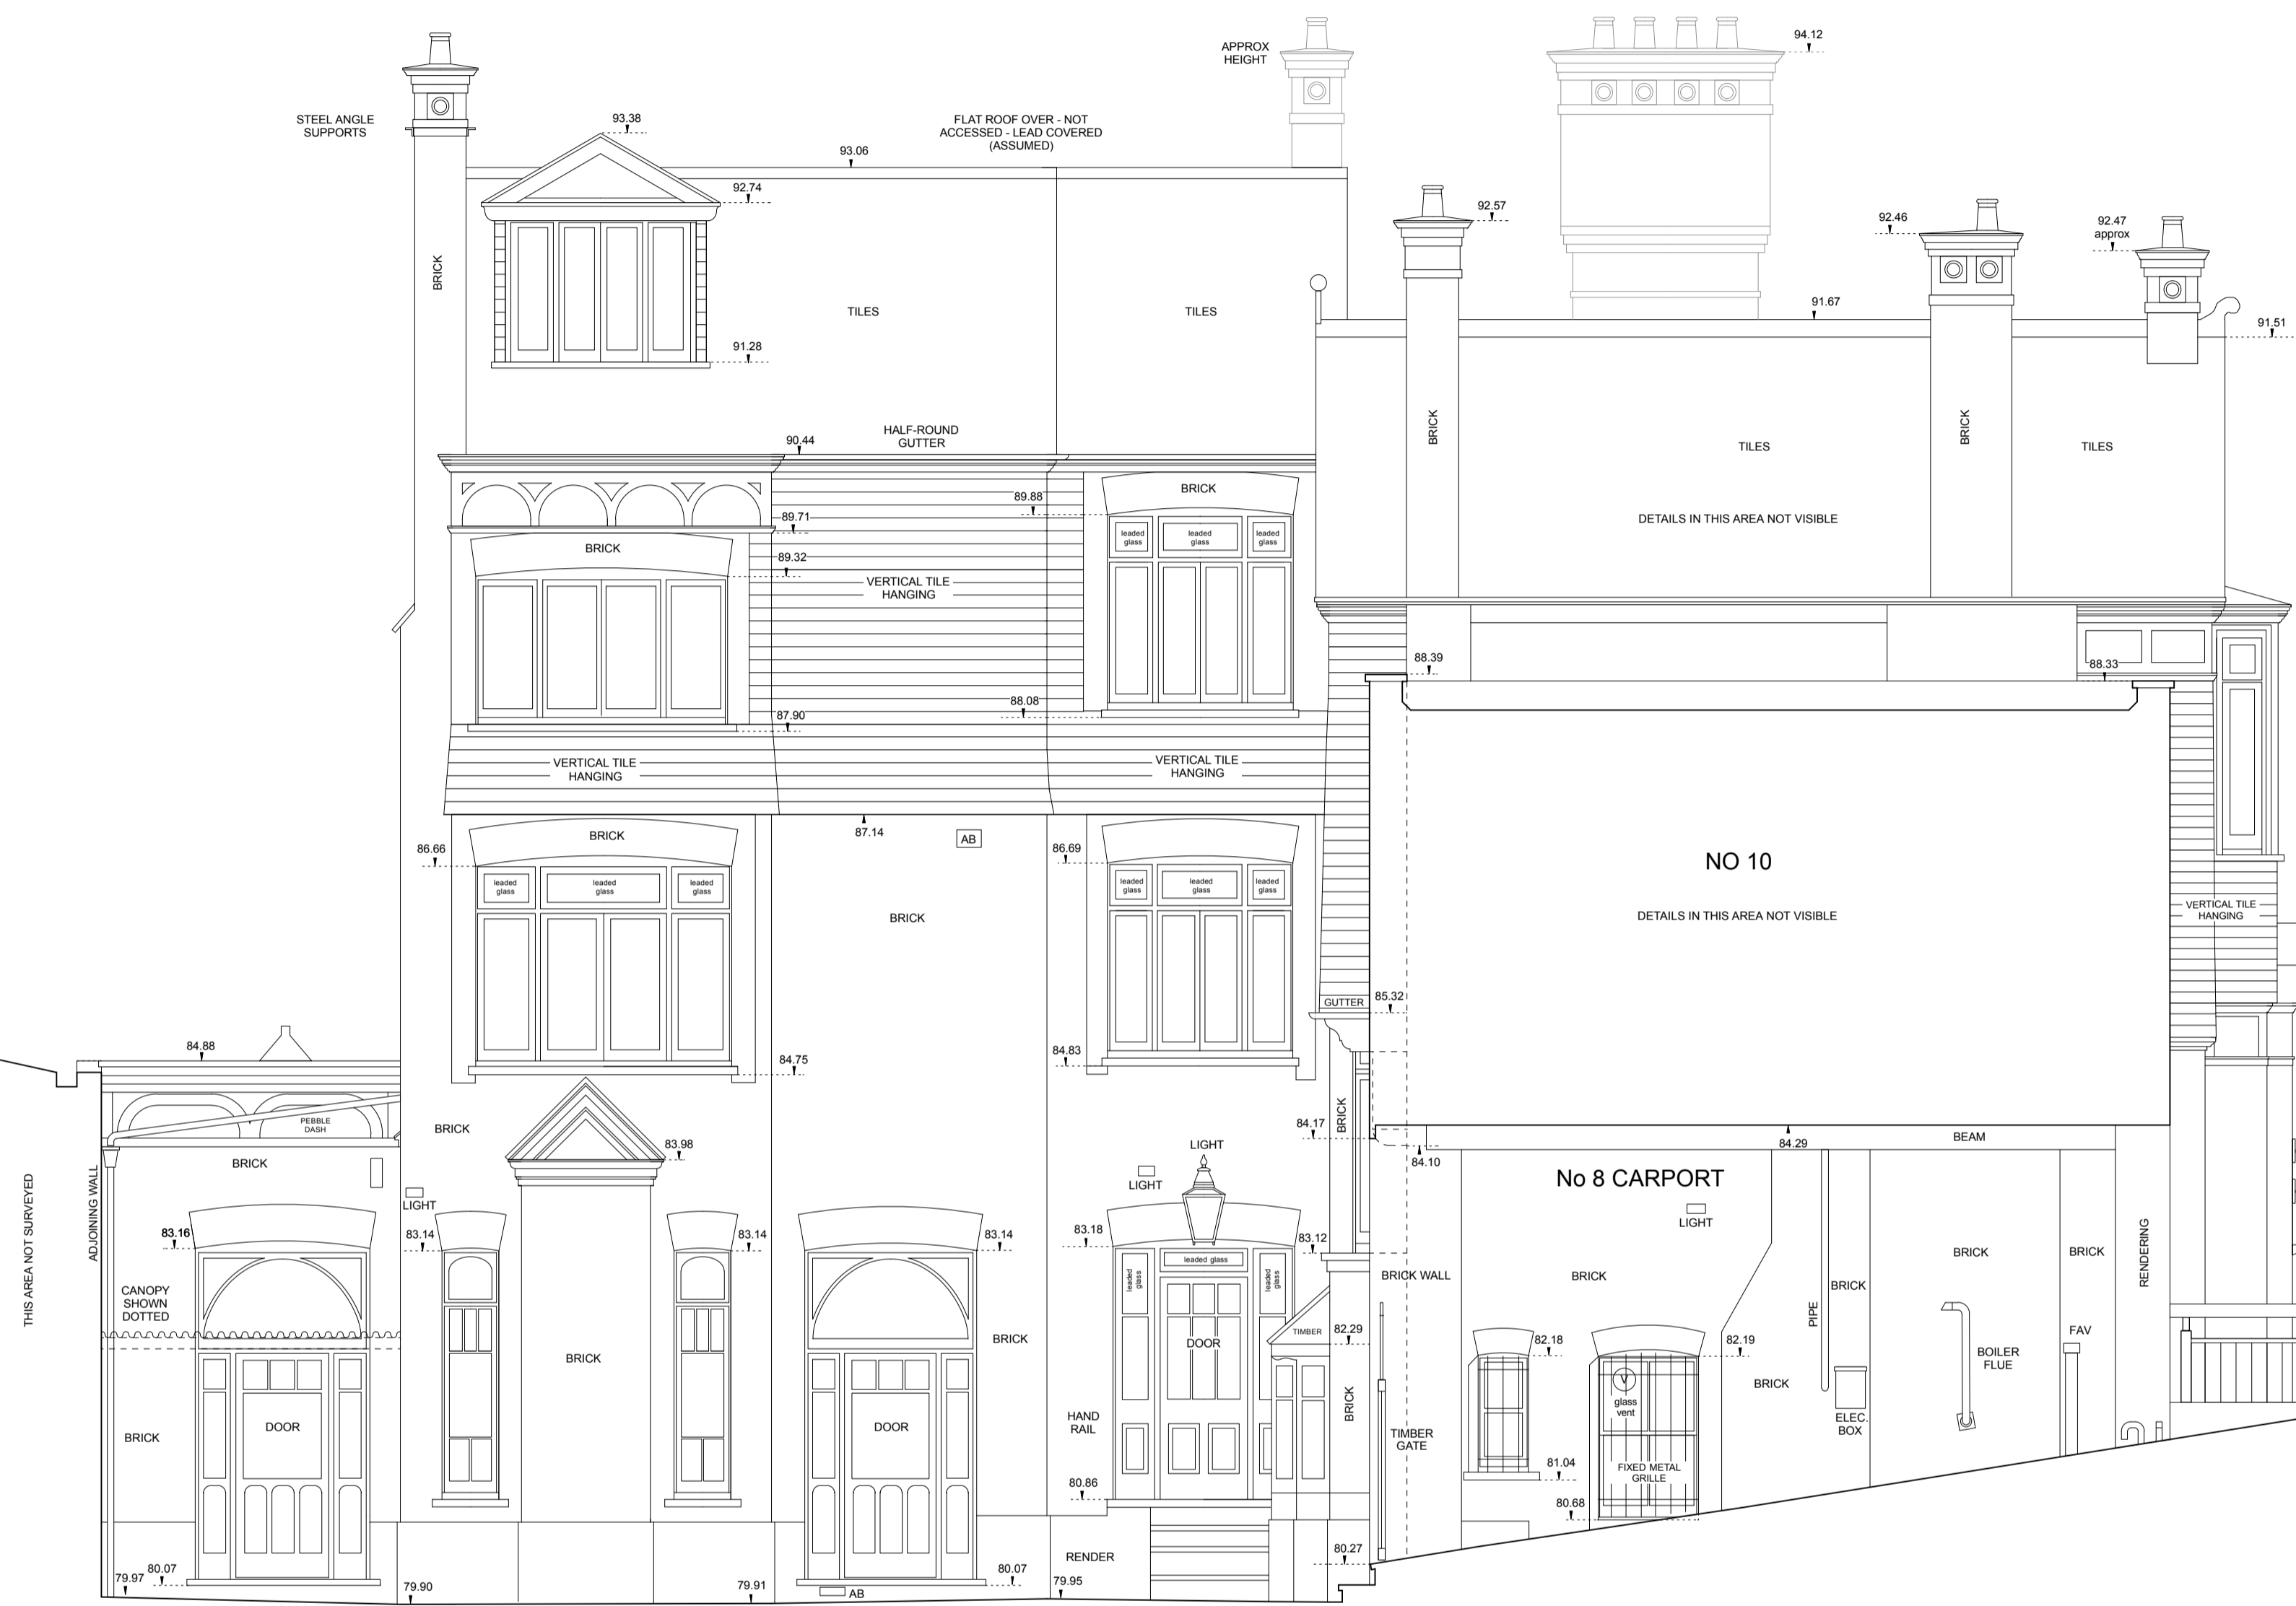 94.12
APPROX
HEIGHT
STEEL ANGLE
SUPPORTS
93.38
FLAT ROOF OVER - NOT
ACCESSED - LEAD COVERED
(ASSUMED)
93.06
92.74
92.57
92.46
92.47
approx
BRICK
TILES
TILES
91.67
91.51
91.28
HALF-ROUND
GUTTER
90.44
BRICK
BRICK
TILES
TILES
BRICK
89.88
89.71
DETAILS IN THIS AREA NOT VISIBLE
leaded
glass
leaded
glass
leaded
glass
BRICK
89.32
VERTICAL TILE
HANGING
88.39
88.33
88.08
87.90
VERTICAL TILE
HANGING
VERTICAL TILE
HANGING
87.14
BRICK
AB
86.66
86.69
NO 10
leaded
glass
leaded
glass
leaded
glass
leaded
glass
leaded
glass
leaded
glass
BRICK
DETAILS IN THIS AREA NOT VISIBLE
VERTICAL TILE
HANGING
GUTTER
85.32
84.88
84.75
84.83
PEBBLE
DASH
BRICK
84.17
BRICK
84.29
BEAM
83.98
LIGHT
84.10
BRICK
LIGHT
No 8 CARPORT
THIS AREA NOT SURVEYED
ADJOINING WALL
LIGHT
LIGHT
83.16
83.14
83.14
83.14
83.18
83.12
RENDERING
leaded glass
leaded
glass
leaded
glass
BRICK WALL
BRICK
BRICK
BRICK
BRICK
CANOPY
SHOWN
DOTTED
PIPE
BRICK
BRICK
DOOR
TIMBER
82.29
82.18
82.19
FAV
BOILER
FLUE
V
glass
vent
BRICK
BRICK
DOOR
DOOR
HAND
RAIL
BRICK
TIMBER
GATE
ELEC.
BOX
FIXED METAL
GRILLE
81.04
80.86
80.68
RENDER
80.27
79.97
80.07
79.90
79.91
AB
80.07
79.95